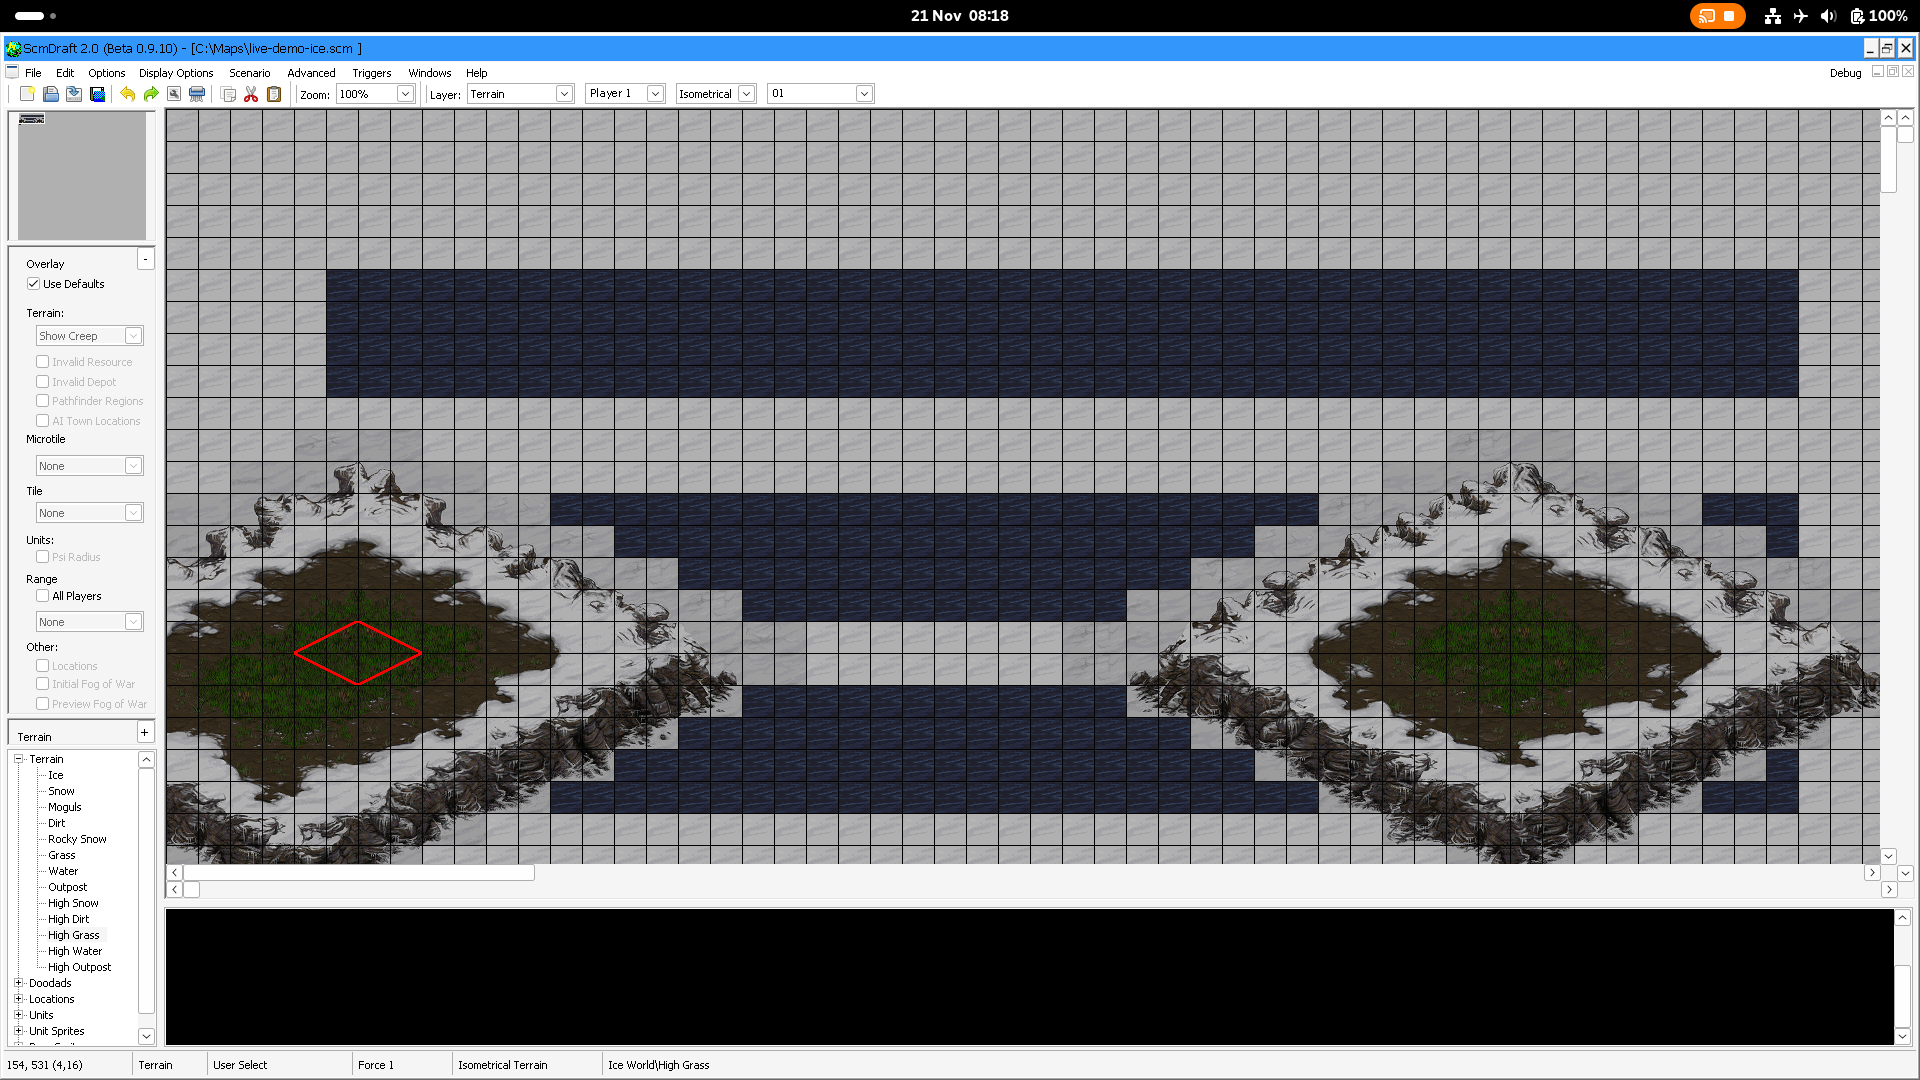 21 Nov 08:18
100%
ScmDraft 2.0 (Beta 0.9.10) - [C:\Maps\live-demo-ice.scm ]
File Edit Options Display Options Scenario Advanced Triggers Windows Help Debug
Zoom: 100% Layer: Terrain Player 1 Isometrical 01
Overlay
-
Use Defaults
Terrain:
Show Creep
Invalid Resource
Invalid Depot
Pathfinder Regions
AI Town Locations
Microtile
None
Tile
None
Units:
Psi Radius
Range
All Players
None
Other:
Locations
Initial Fog of War
Preview Fog of War
Terrain
+
Terrain
Ice
Snow
Moguls
Dirt
Rocky Snow
Grass
Water
Outpost
High Snow
High Dirt
High Grass
High Water
High Outpost
Doodads
Locations
Units
Unit Sprites
154, 531 (4,16) Terrain User Select Force 1 Isometrical Terrain Ice World\High Grass